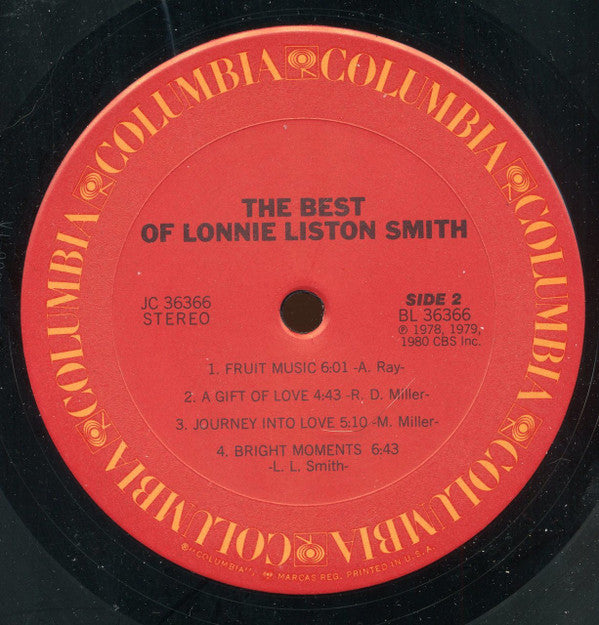 COLUMBIA COLUMBIA COLUMBIA COLUMBIA COLUMBIA COLUMBIA
THE BEST
OF LONNIE LISTON SMITH
JC 36366
STEREO
SIDE 2
BL 36366
℗ 1978, 1979,
1980 CBS Inc.
1. FRUIT MUSIC 6:01 -A. Ray-
2. A GIFT OF LOVE 4:43 -R, D. Miller-
3. JOURNEY INTO LOVE 5:10 -M. Miller-
4. BRIGHT MOMENTS 6:43
-L. L. Smith-
"COLUMBIA", MARCAS REG. PRINTED IN U.S.A.